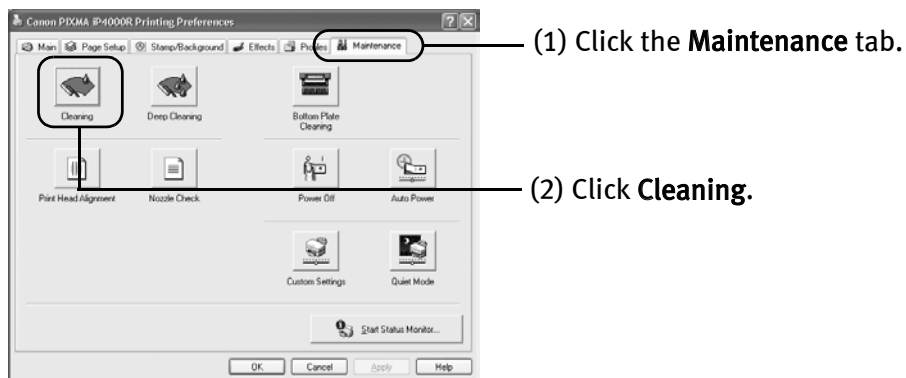 Canon PIXMA iP4000R Printing Preferences
Main Page Setup Stamp/Background Effects Profiles Maintenance
(1) Click the Maintenance tab.
Cleaning
Deep Cleaning
Bottom Plate
Cleaning
Print Head Alignment
Nozzle Check
Power Off
Auto Power
(2) Click Cleaning.
Custom Settings
Quiet Mode
Start Status Monitor...
OK
Cancel
Apply
Help